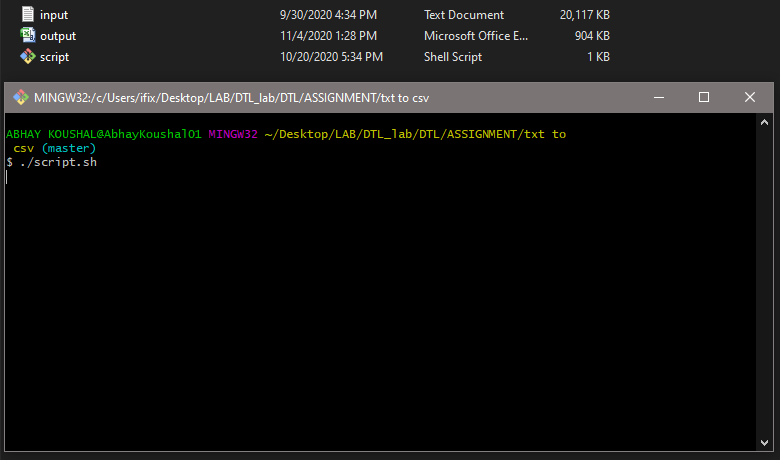 input 9/30/2020 4:34 PM Text Document 20,117 KB
output 11/4/2020 1:28 PM Microsoft Office E... 904 KB
script 10/20/2020 5:34 PM Shell Script 1 KB
MINGW32:/c/Users/ifix/Desktop/LAB/DTL_lab/DTL/ASSIGNMENT/txt to csv
ABHAY KOUSHAL@AbhayKoushal01 MINGW32 ~/Desktop/LAB/DTL_lab/DTL/ASSIGNMENT/txt to
csv (master)
$ ./script.sh